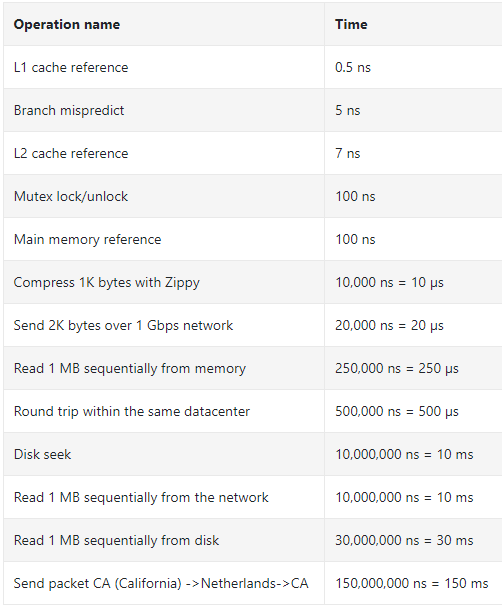 Operation name Time
L1 cache reference 0.5 ns
Branch mispredict 5 ns
L2 cache reference 7 ns
Mutex lock/unlock 100 ns
Main memory reference 100 ns
Compress 1K bytes with Zippy 10,000 ns = 10 μs
Send 2K bytes over 1 Gbps network 20,000 ns = 20 μs
Read 1 MB sequentially from memory 250,000 ns = 250 μs
Round trip within the same datacenter 500,000 ns = 500 μs
Disk seek 10,000,000 ns = 10 ms
Read 1 MB sequentially from the network 10,000,000 ns = 10 ms
Read 1 MB sequentially from disk 30,000,000 ns = 30 ms
Send packet CA (California) ->Netherlands->CA 150,000,000 ns = 150 ms